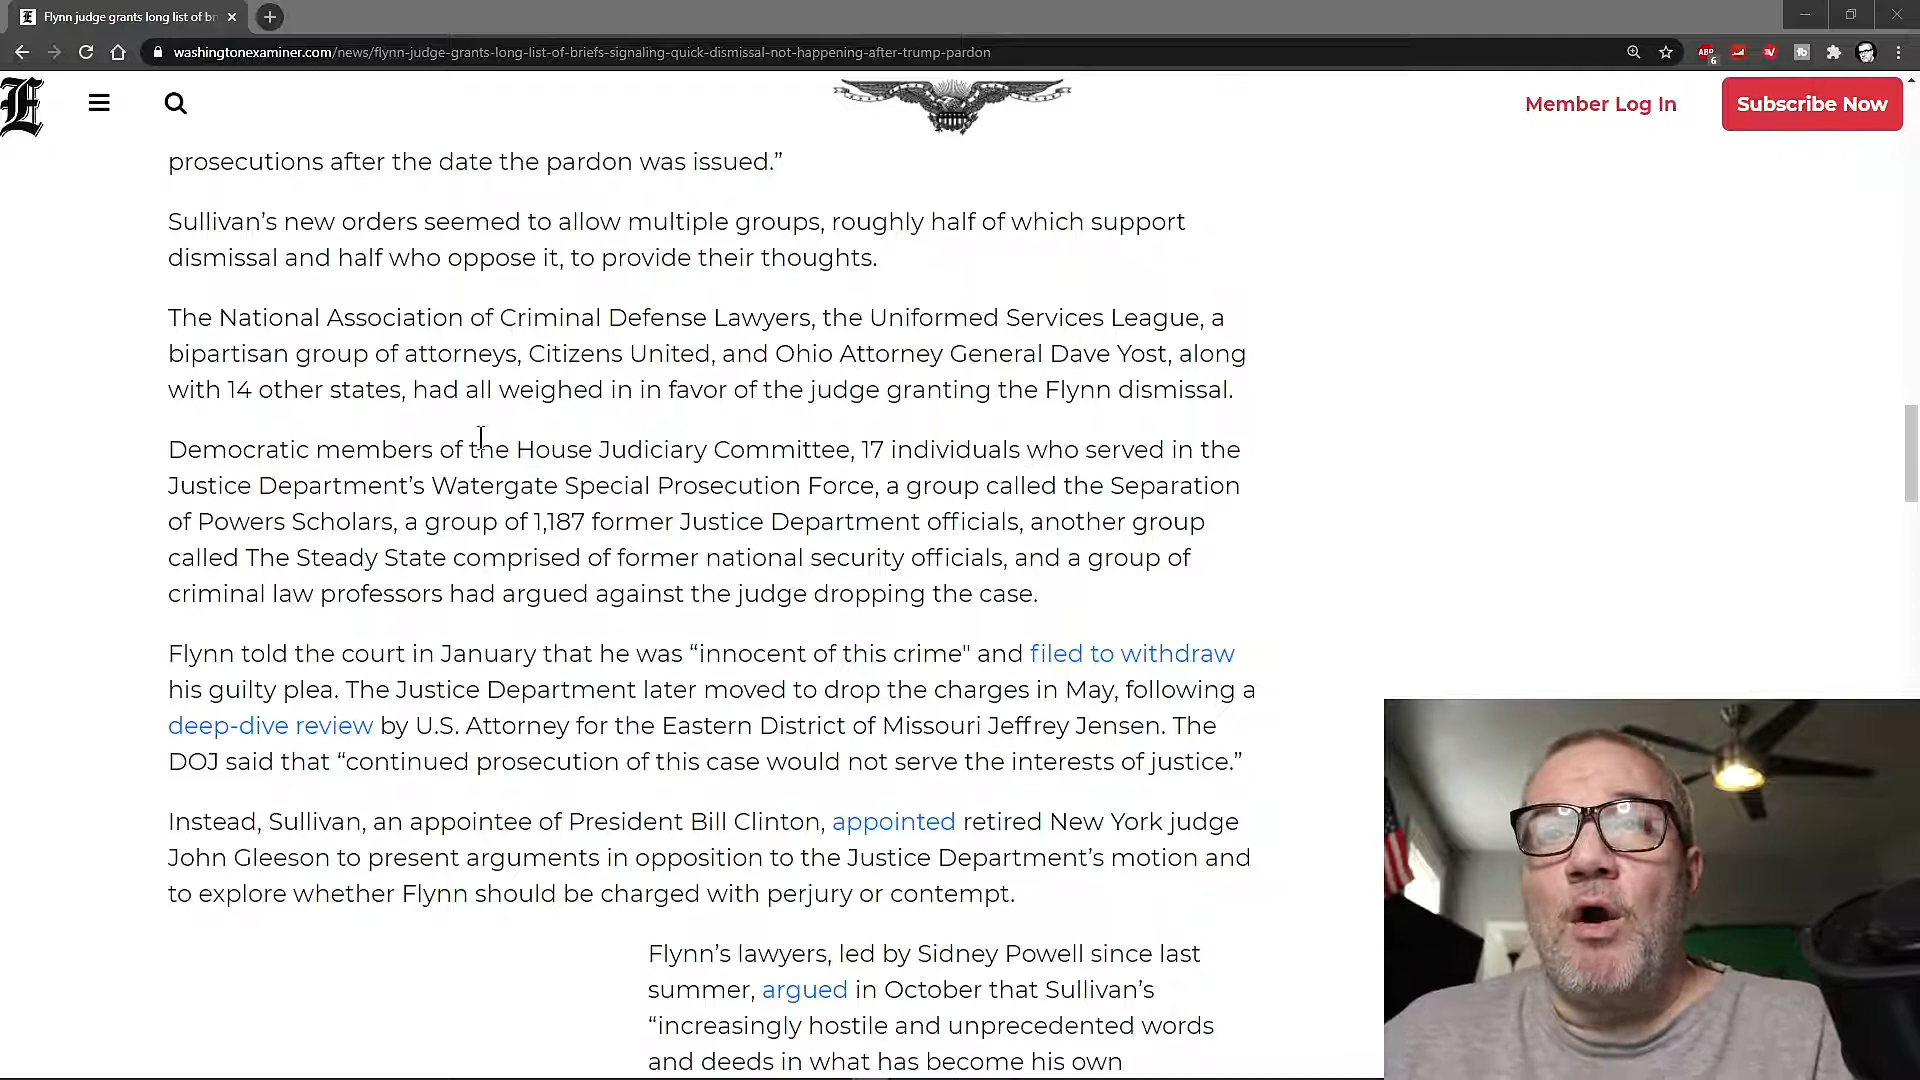 Flynn judge grants long list of br
washingtonexaminer.com/news/flynn-judge-grants-long-list-of-briefs-signaling-quick-dismissal-not-happening-after-trump-pardon
ABP
6
E
Member Log In
Subscribe Now
prosecutions after the date the pardon was issued.”
Sullivan’s new orders seemed to allow multiple groups, roughly half of which support
dismissal and half who oppose it, to provide their thoughts.
The National Association of Criminal Defense Lawyers, the Uniformed Services League, a
bipartisan group of attorneys, Citizens United, and Ohio Attorney General Dave Yost, along
with 14 other states, had all weighed in in favor of the judge granting the Flynn dismissal.
Democratic members of the House Judiciary Committee, 17 individuals who served in the
Justice Department’s Watergate Special Prosecution Force, a group called the Separation
of Powers Scholars, a group of 1,187 former Justice Department officials, another group
called The Steady State comprised of former national security officials, and a group of
criminal law professors had argued against the judge dropping the case.
Flynn told the court in January that he was “innocent of this crime" and filed to withdraw
his guilty plea. The Justice Department later moved to drop the charges in May, following a
deep-dive review by U.S. Attorney for the Eastern District of Missouri Jeffrey Jensen. The
DOJ said that “continued prosecution of this case would not serve the interests of justice.”
Instead, Sullivan, an appointee of President Bill Clinton, appointed retired New York judge
John Gleeson to present arguments in opposition to the Justice Department’s motion and
to explore whether Flynn should be charged with perjury or contempt.
Flynn’s lawyers, led by Sidney Powell since last
summer, argued in October that Sullivan’s
“increasingly hostile and unprecedented words
and deeds in what has become his own